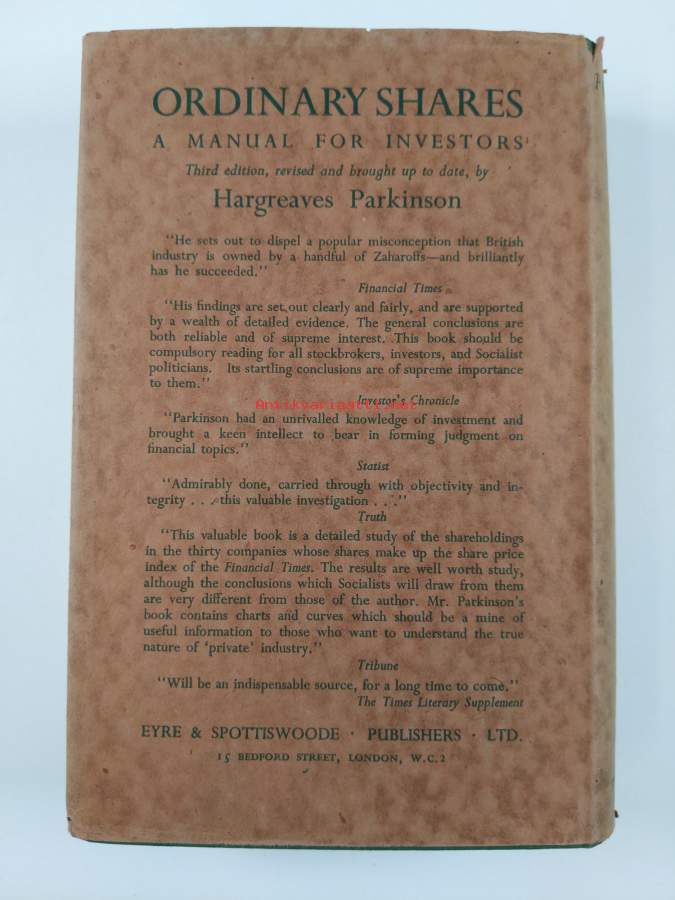 ORDINARY SHARES
A MANUAL FOR INVESTORS
Third edition, revised and brought up to date, by
Hargreaves Parkinson
"He sets out to dispel a popular misconception that British
industry is owned by a handful of Zaharoffs—and brilliantly
has he succeeded."
Financial Times
"His findings are set out clearly and fairly, and are supported
by a wealth of detailed evidence. The general conclusions are
both reliable and of supreme interest. This book should be
compulsory reading for all stockbrokers, investors, and Socialist
politicians. Its startling conclusions are of supreme importance
to them."
Investor's Chronicle
Antikvariaatti.net
"Parkinson had an unrivalled knowledge of investment and
brought a keen intellect to bear in forming judgment on
financial topics."
Statist
"Admirably done, carried through with objectivity and in-
tegrity . . . this valuable investigation . . ."
Truth
"This valuable book is a detailed study of the shareholdings
in the thirty companies whose shares make up the share price
index of the Financial Times. The results are well worth study,
although the conclusions which Socialists will draw from them
are very different from those of the author. Mr. Parkinson's
book contains charts and curves which should be a mine of
useful information to those who want to understand the true
nature of 'private' industry."
Tribune
"Will be an indispensable source, for a long time to come."
The Times Literary Supplement
EYRE & SPOTTISWOODE · PUBLISHERS · LTD.
15 BEDFORD STREET, LONDON, W.C.2